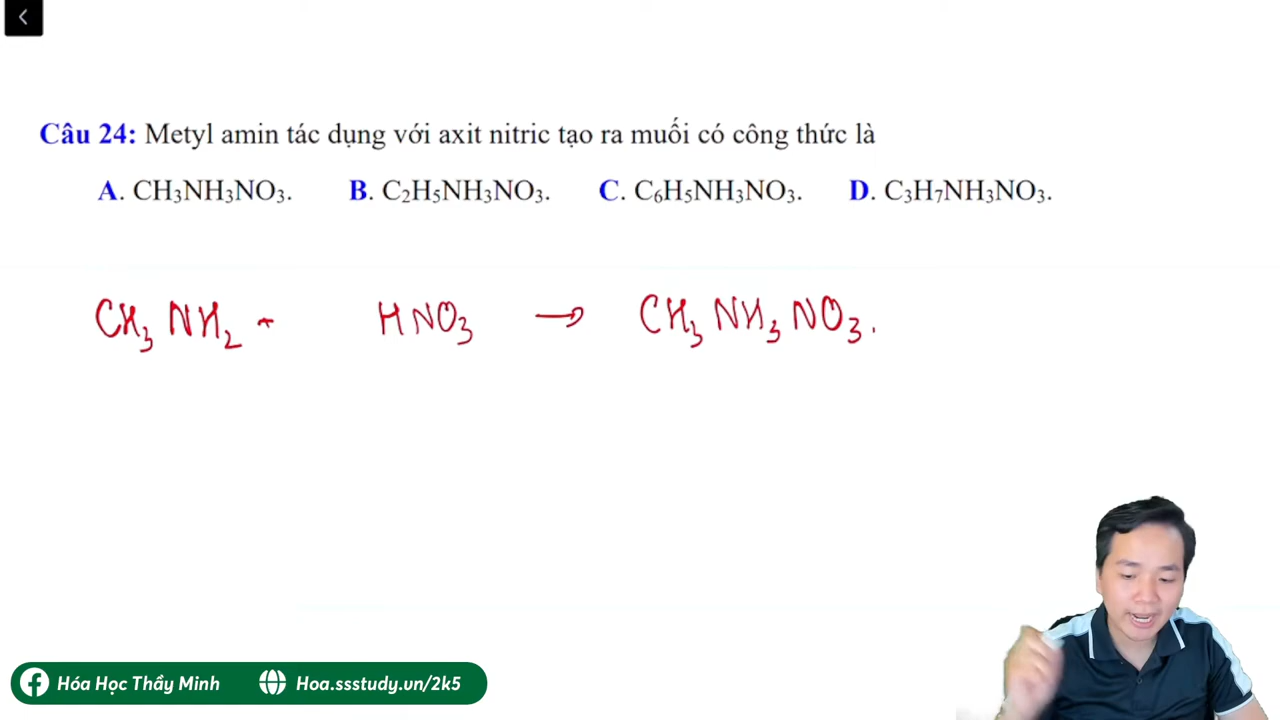 Câu 24: Metyl amin tác dụng với axit nitric tạo ra muối có công thức là
A. CH₃NH₃NO₃. B. C₂H₅NH₃NO₃. C. C₆H₅NH₃NO₃. D. C₃H₇NH₃NO₃.
CH₃NH₂ + HNO₃ → CH₃NH₃NO₃.
Hóa Học Thầy Minh Hoa.ssstudy.vn/2k5